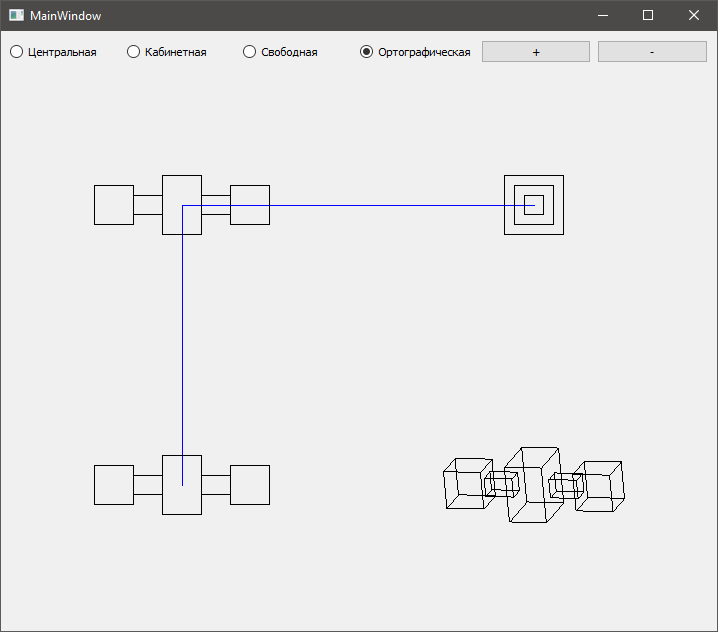 MainWindow
Центральная Кабинетная Свободная Ортографическая + -